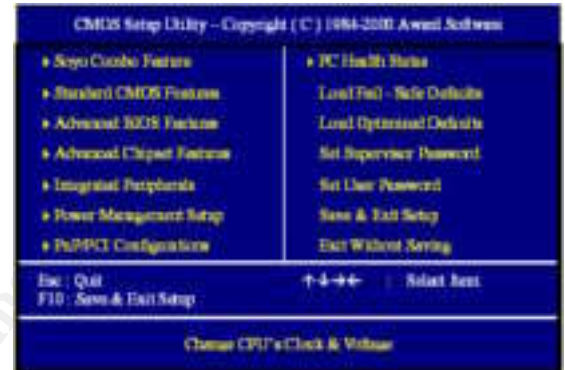 CMOS Setup Utility – Copyright ( C ) 1984-2000 Award Software
Soyo Combo Feature
Standard CMOS Features
Advanced BIOS Features
Advanced Chipset Features
Integrated Peripherals
Power Management Setup
PnP/PCI Configurations
PC Health Status
Load Fail - Safe Defaults
Load Optimized Defaults
Set Supervisor Password
Set User Password
Save & Exit Setup
Exit Without Saving
Esc : Quit
F10 : Save & Exit Setup
↑↓→← : Select Item
Change CPU's Clock & Voltage